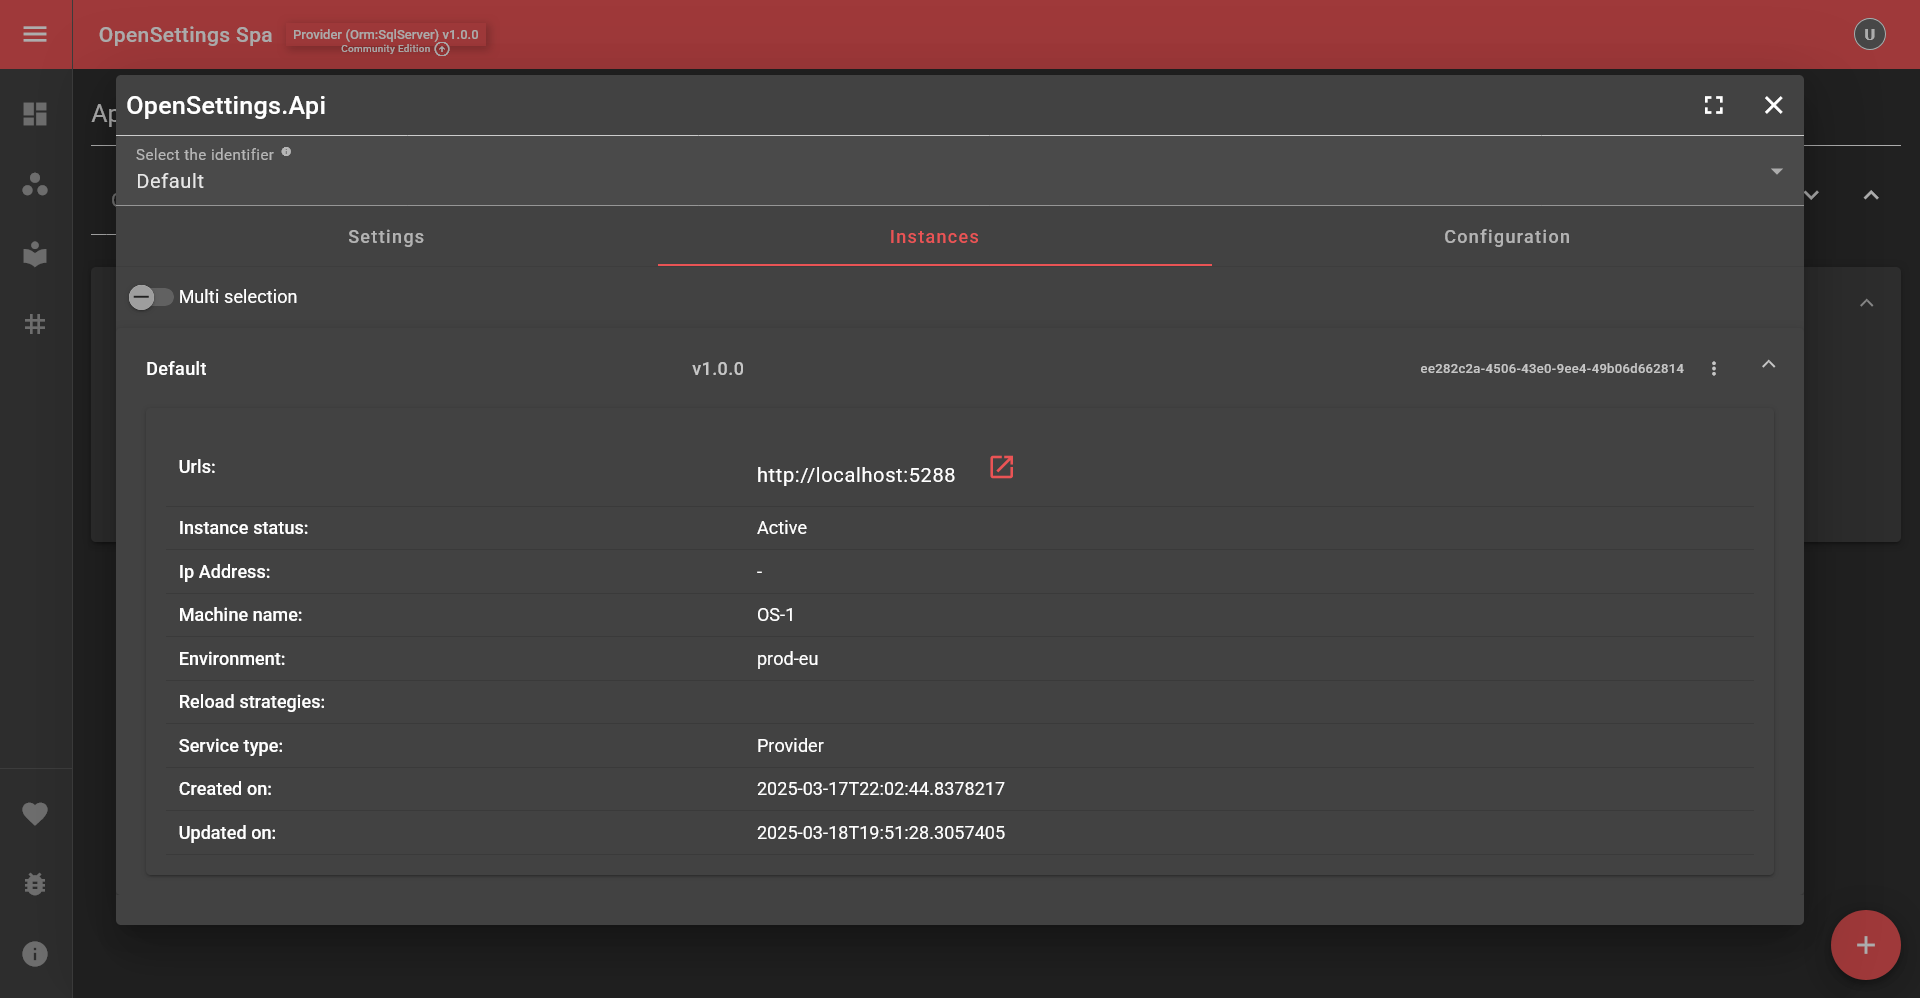 OpenSettings Spa
Provider (Orm:SqlServer) v1.0.0
Community Edition
U
Ap
OpenSettings.Api
Select the identifier
Default
Settings Instances Configuration
Multi selection
Default v1.0.0 ee282c2a-4506-43e0-9ee4-49b06d662814
Urls: http://localhost:5288
Instance status: Active
Ip Address: -
Machine name: OS-1
Environment: prod-eu
Reload strategies:
Service type: Provider
Created on: 2025-03-17T22:02:44.8378217
Updated on: 2025-03-18T19:51:28.3057405